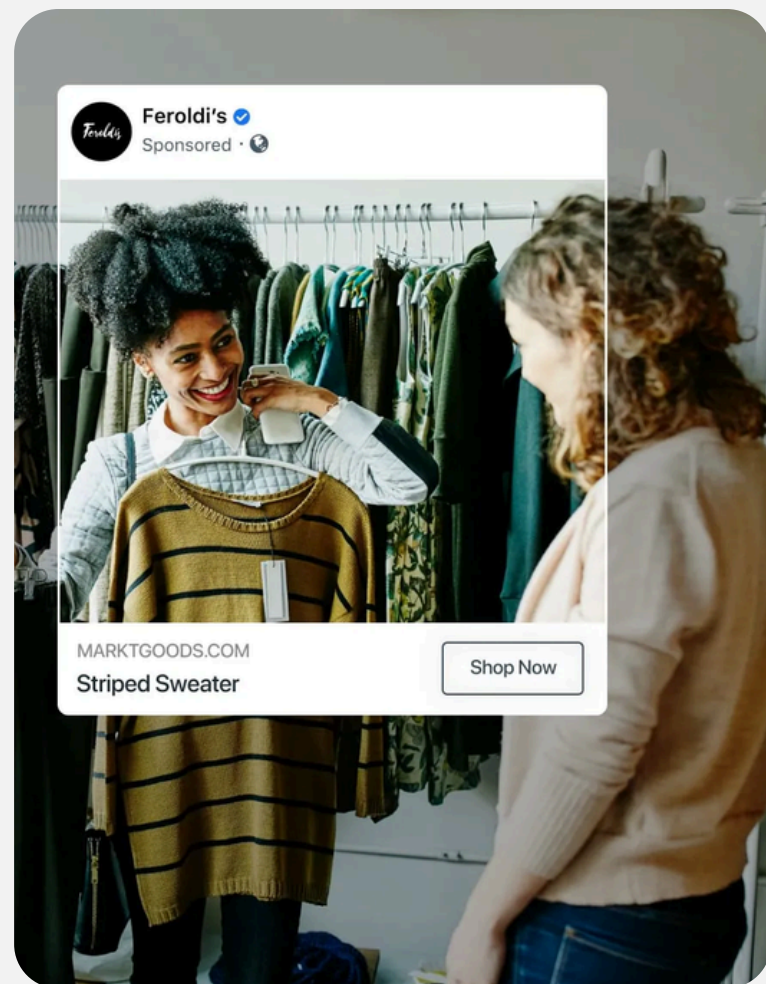 Feroldi's
Feroldi's
Sponsored ·
MARKTGOODS.COM
Striped Sweater
Shop Now